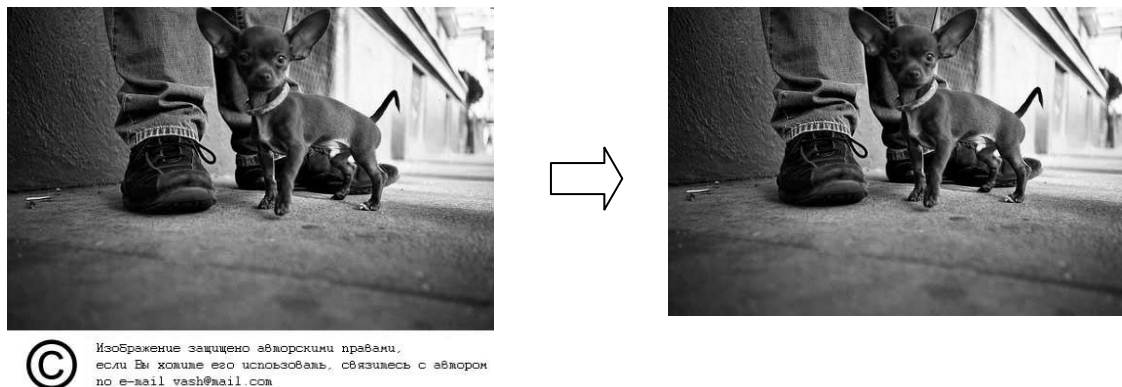 ©
Изображение защищено авторскими правами,
если Вы хотите его использовать, свяжитесь с автором
по e-mail vash@mail.com